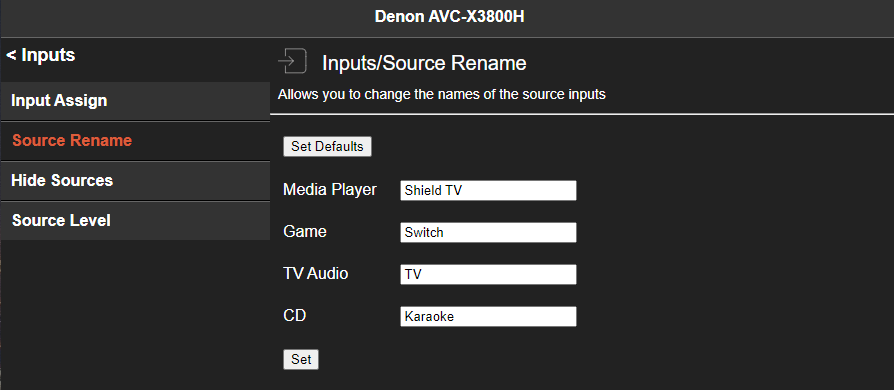 Denon AVC-X3800H
< Inputs
Input Assign
Source Rename
Hide Sources
Source Level
Inputs/Source Rename
Allows you to change the names of the source inputs
Set Defaults
Media Player Shield TV
Game Switch
TV Audio TV
CD Karaoke
Set